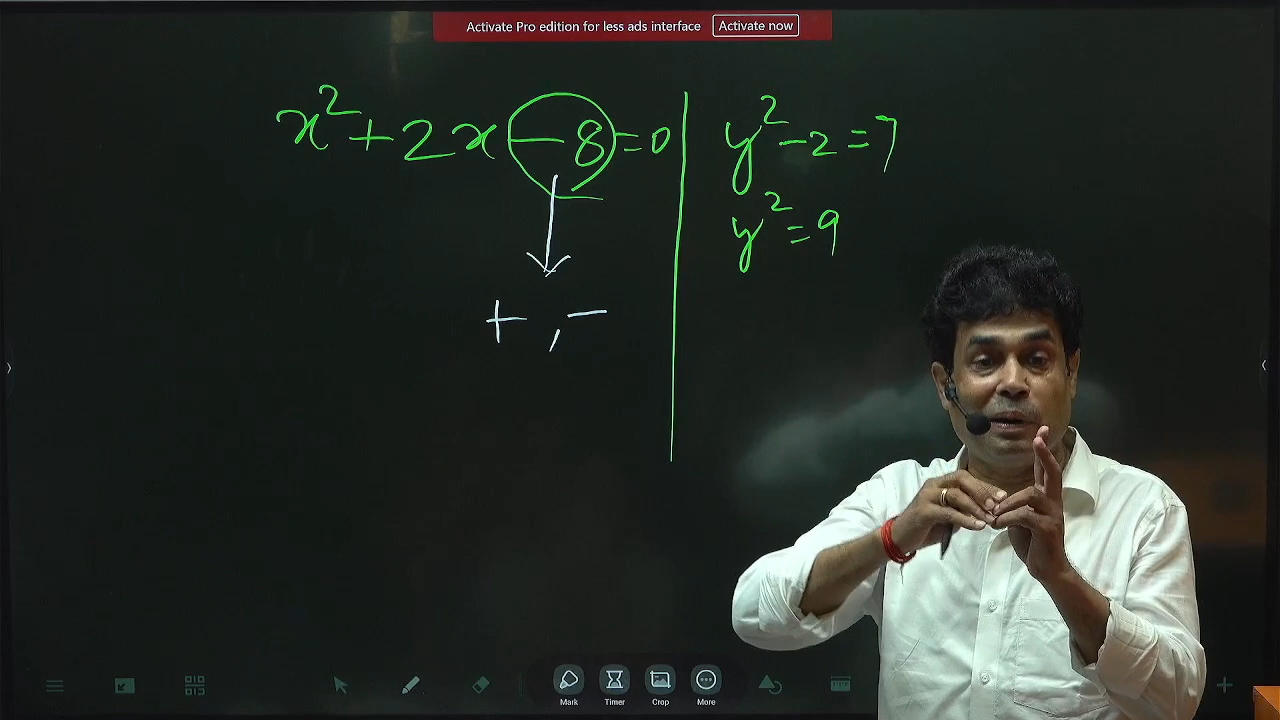 Activate Pro edition for less ads interface Activate now
x²+2x-8=0
+,-
y²-2=7
y²=9
Mark Timer Crop More